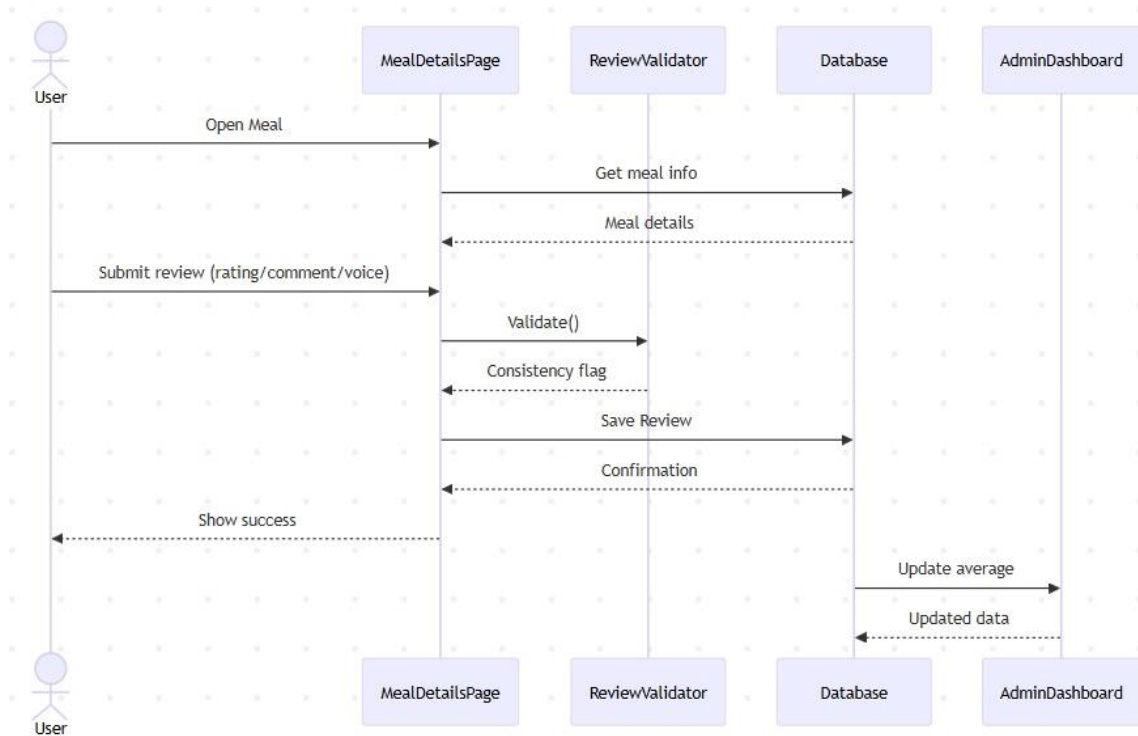 MealDetailsPage
ReviewValidator
Database
AdminDashboard
User
Open Meal
Get meal info
Meal details
Submit review (rating/comment/voice)
Validate()
Consistency flag
Save Review
Confirmation
Show success
Update average
Updated data
MealDetailsPage
ReviewValidator
Database
AdminDashboard
User